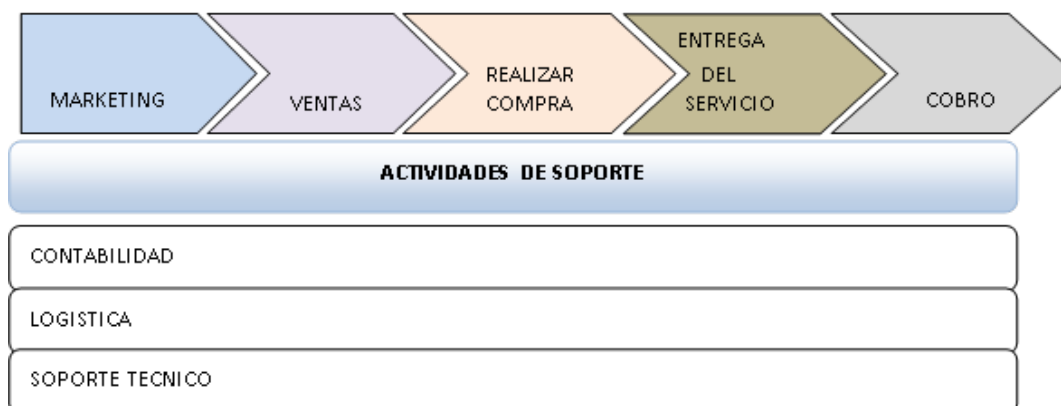 MARKETING
VENTAS
REALIZAR
COMPRA
ENTREGA
DEL
SERVICIO
COBRO
ACTIVIDADES DE SOPORTE
CONTABILIDAD
LOGISTICA
SOPORTE TECNICO